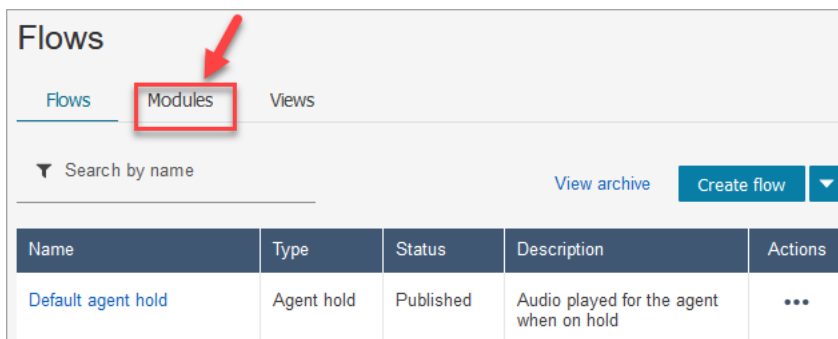 Flows
Flows Modules Views
Search by name
View archive Create flow
Name Type Status Description Actions
Default agent hold Agent hold Published Audio played for the agent
when on hold